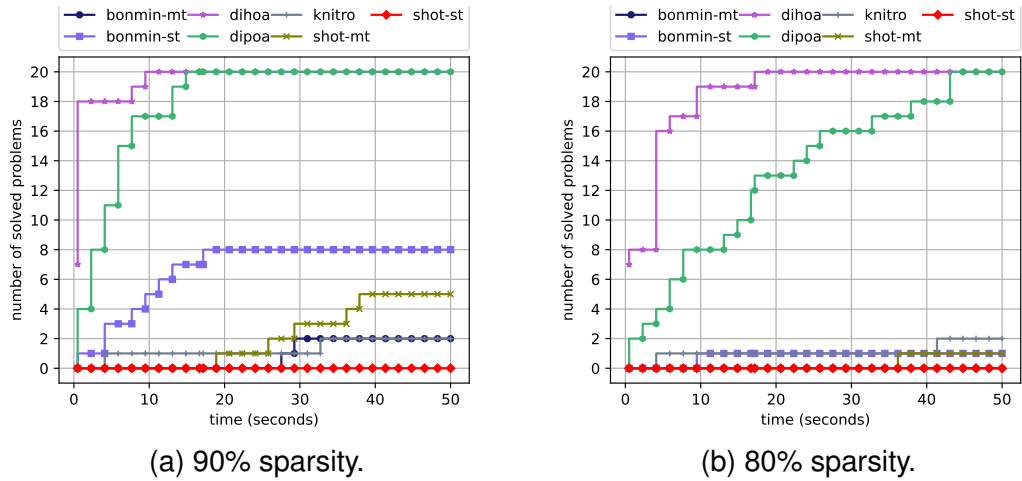 bonmin-mt dihoa knitro shot-st
bonmin-st dipoa shot-mt
number of solved problems
20
18
16
14
12
10
8
6
4
2
0
0 10 20 30 40 50
time (seconds)
(a) 90% sparsity.
bonmin-mt dihoa knitro shot-st
bonmin-st dipoa shot-mt
number of solved problems
20
18
16
14
12
10
8
6
4
2
0
0 10 20 30 40 50
time (seconds)
(b) 80% sparsity.